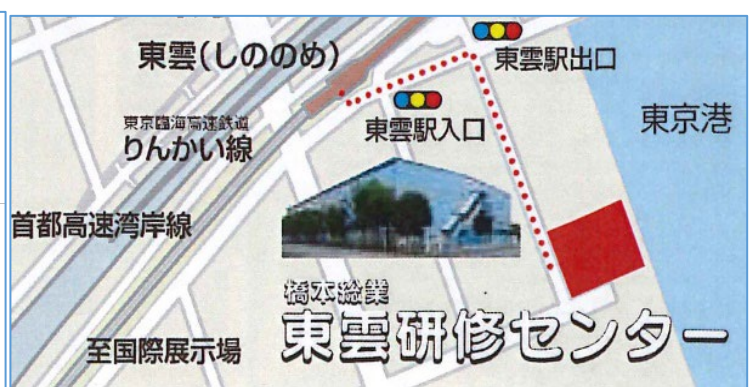 東雲(しののめ)
東雲駅出口
東京臨海高速鉄道
りんかい線
東雲駅入口
東京港
首都高速湾岸線
橋本総業
東雲研修センター
至国際展示場